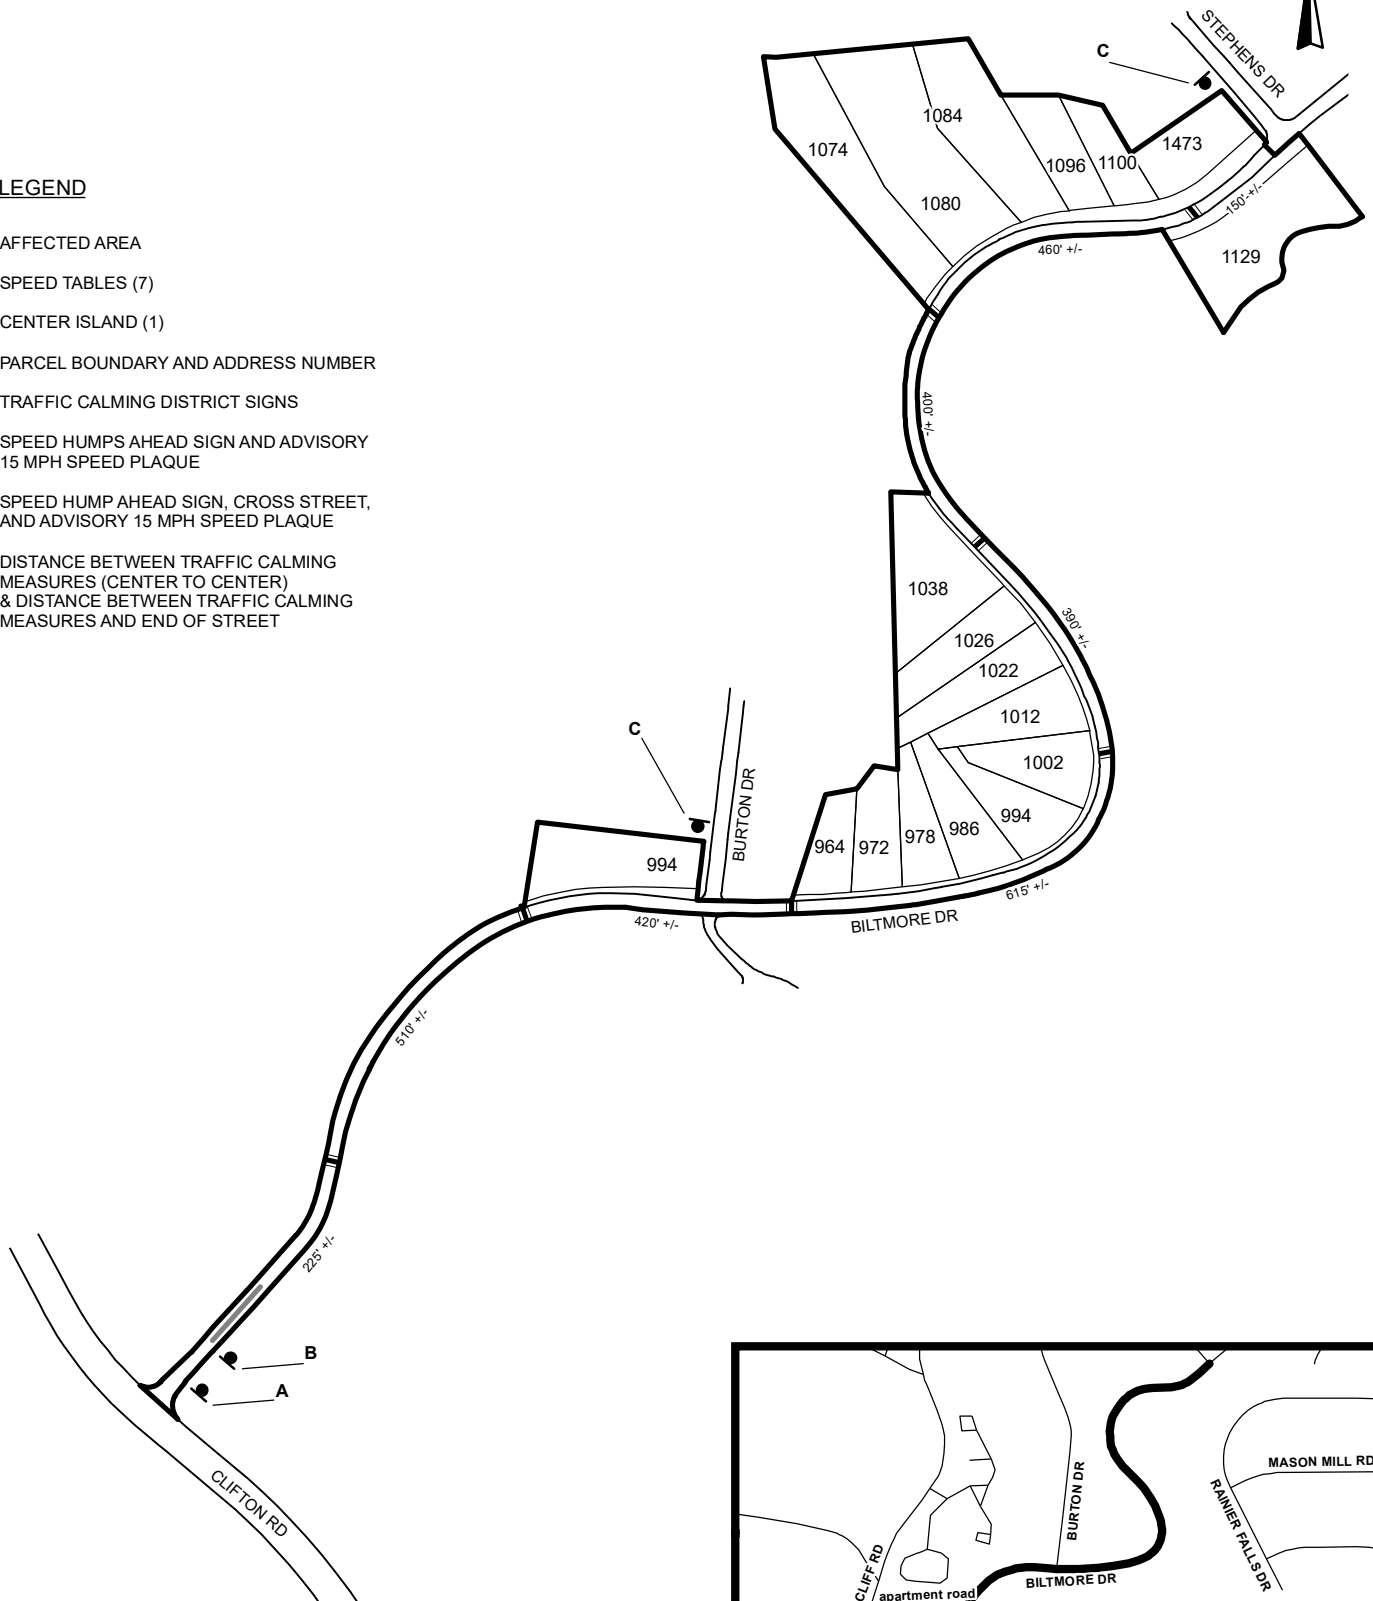 LEGEND
AFFECTED AREA
SPEED TABLES (7)
CENTER ISLAND (1)
PARCEL BOUNDARY AND ADDRESS NUMBER
TRAFFIC CALMING DISTRICT SIGNS
SPEED HUMPS AHEAD SIGN AND ADVISORY
15 MPH SPEED PLAQUE
SPEED HUMP AHEAD SIGN, CROSS STREET,
AND ADVISORY 15 MPH SPEED PLAQUE
DISTANCE BETWEEN TRAFFIC CALMING
MEASURES (CENTER TO CENTER)
& DISTANCE BETWEEN TRAFFIC CALMING
MEASURES AND END OF STREET
STEPHENS DR
C
1084
1074
1473
1096
1100
1080
150' +/-
460' +/-
1129
400' +/-
1038
390' +/-
1026
1022
1012
C
1002
BURTON DR
994
986
978
964
972
994
615' +/-
420' +/-
BILTMORE DR
510' +/-
225' +/-
B
A
CLIFTON RD
MASON MILL RD
BURTON DR
RAINIER FALLS DR
CLIFF RD
BILTMORE DR
apartment road